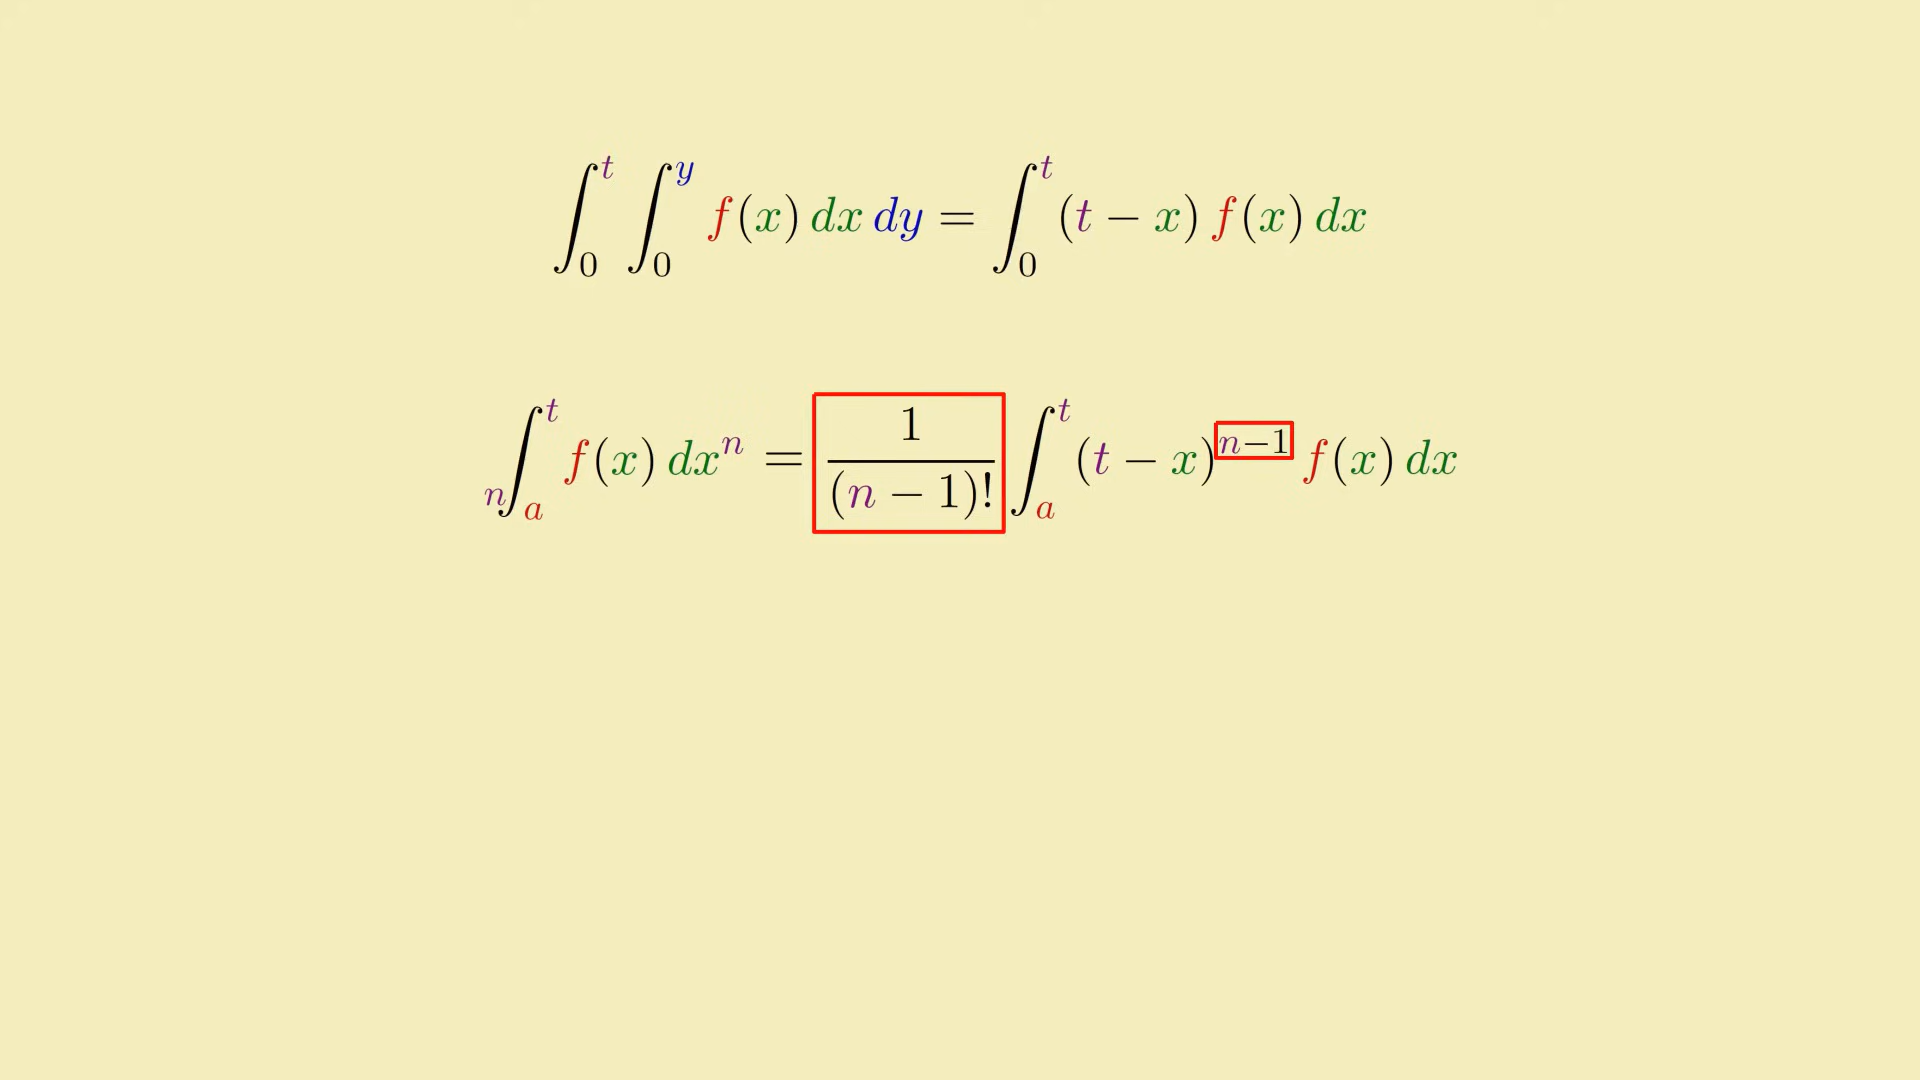 ∫₀ᵗ ∫₀ʸ f(x) dx dy = ∫₀ᵗ (t − x) f(x) dx
ₙ∫ₐᵗ f(x) dxⁿ = 1/(n − 1)! ∫ₐᵗ (t − x)ⁿ⁻¹ f(x) dx